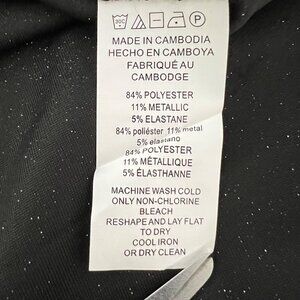 30C P
MADE IN CAMBODIA
HECHO EN CAMBOYA
FABRIQUÉ AU
CAMBODGE
84% POLYESTER
11% METALLIC
5% ELASTANE
84% poliéster 11% metal
5% elastano
84% POLYESTER
11% MÉTALLIQUE
5% ÉLASTHANNE
MACHINE WASH COLD
ONLY NON-CHLORINE
BLEACH
RESHAPE AND LAY FLAT
TO DRY
COOL IRON
OR DRY CLEAN